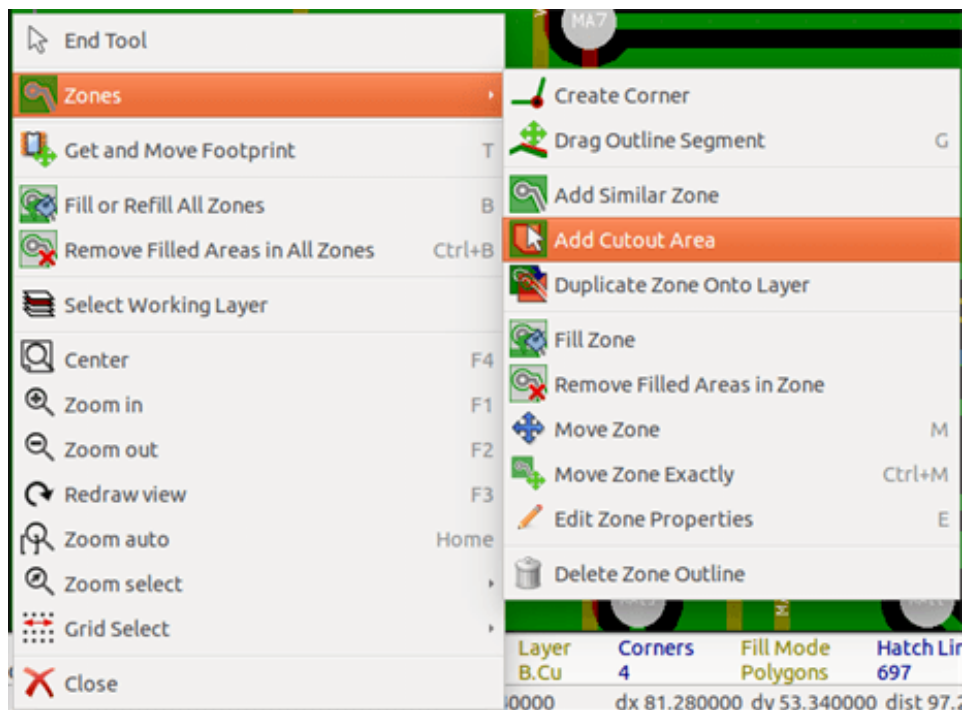 MA7
End Tool
Zones
Get and Move Footprint T
Fill or Refill All Zones B
Remove Filled Areas in All Zones Ctrl+B
Select Working Layer
Center F4
Zoom in F1
Zoom out F2
Redraw view F3
Zoom auto Home
Zoom select
Grid Select
Close
Create Corner
Drag Outline Segment G
Add Similar Zone
Add Cutout Area
Duplicate Zone Onto Layer
Fill Zone
Remove Filled Areas in Zone
Move Zone M
Move Zone Exactly Ctrl+M
Edit Zone Properties E
Delete Zone Outline
Layer Corners Fill Mode Hatch Lin
B.Cu 4 Polygons 697
0000 dx 81.280000 dy 53.340000 dist 97.2